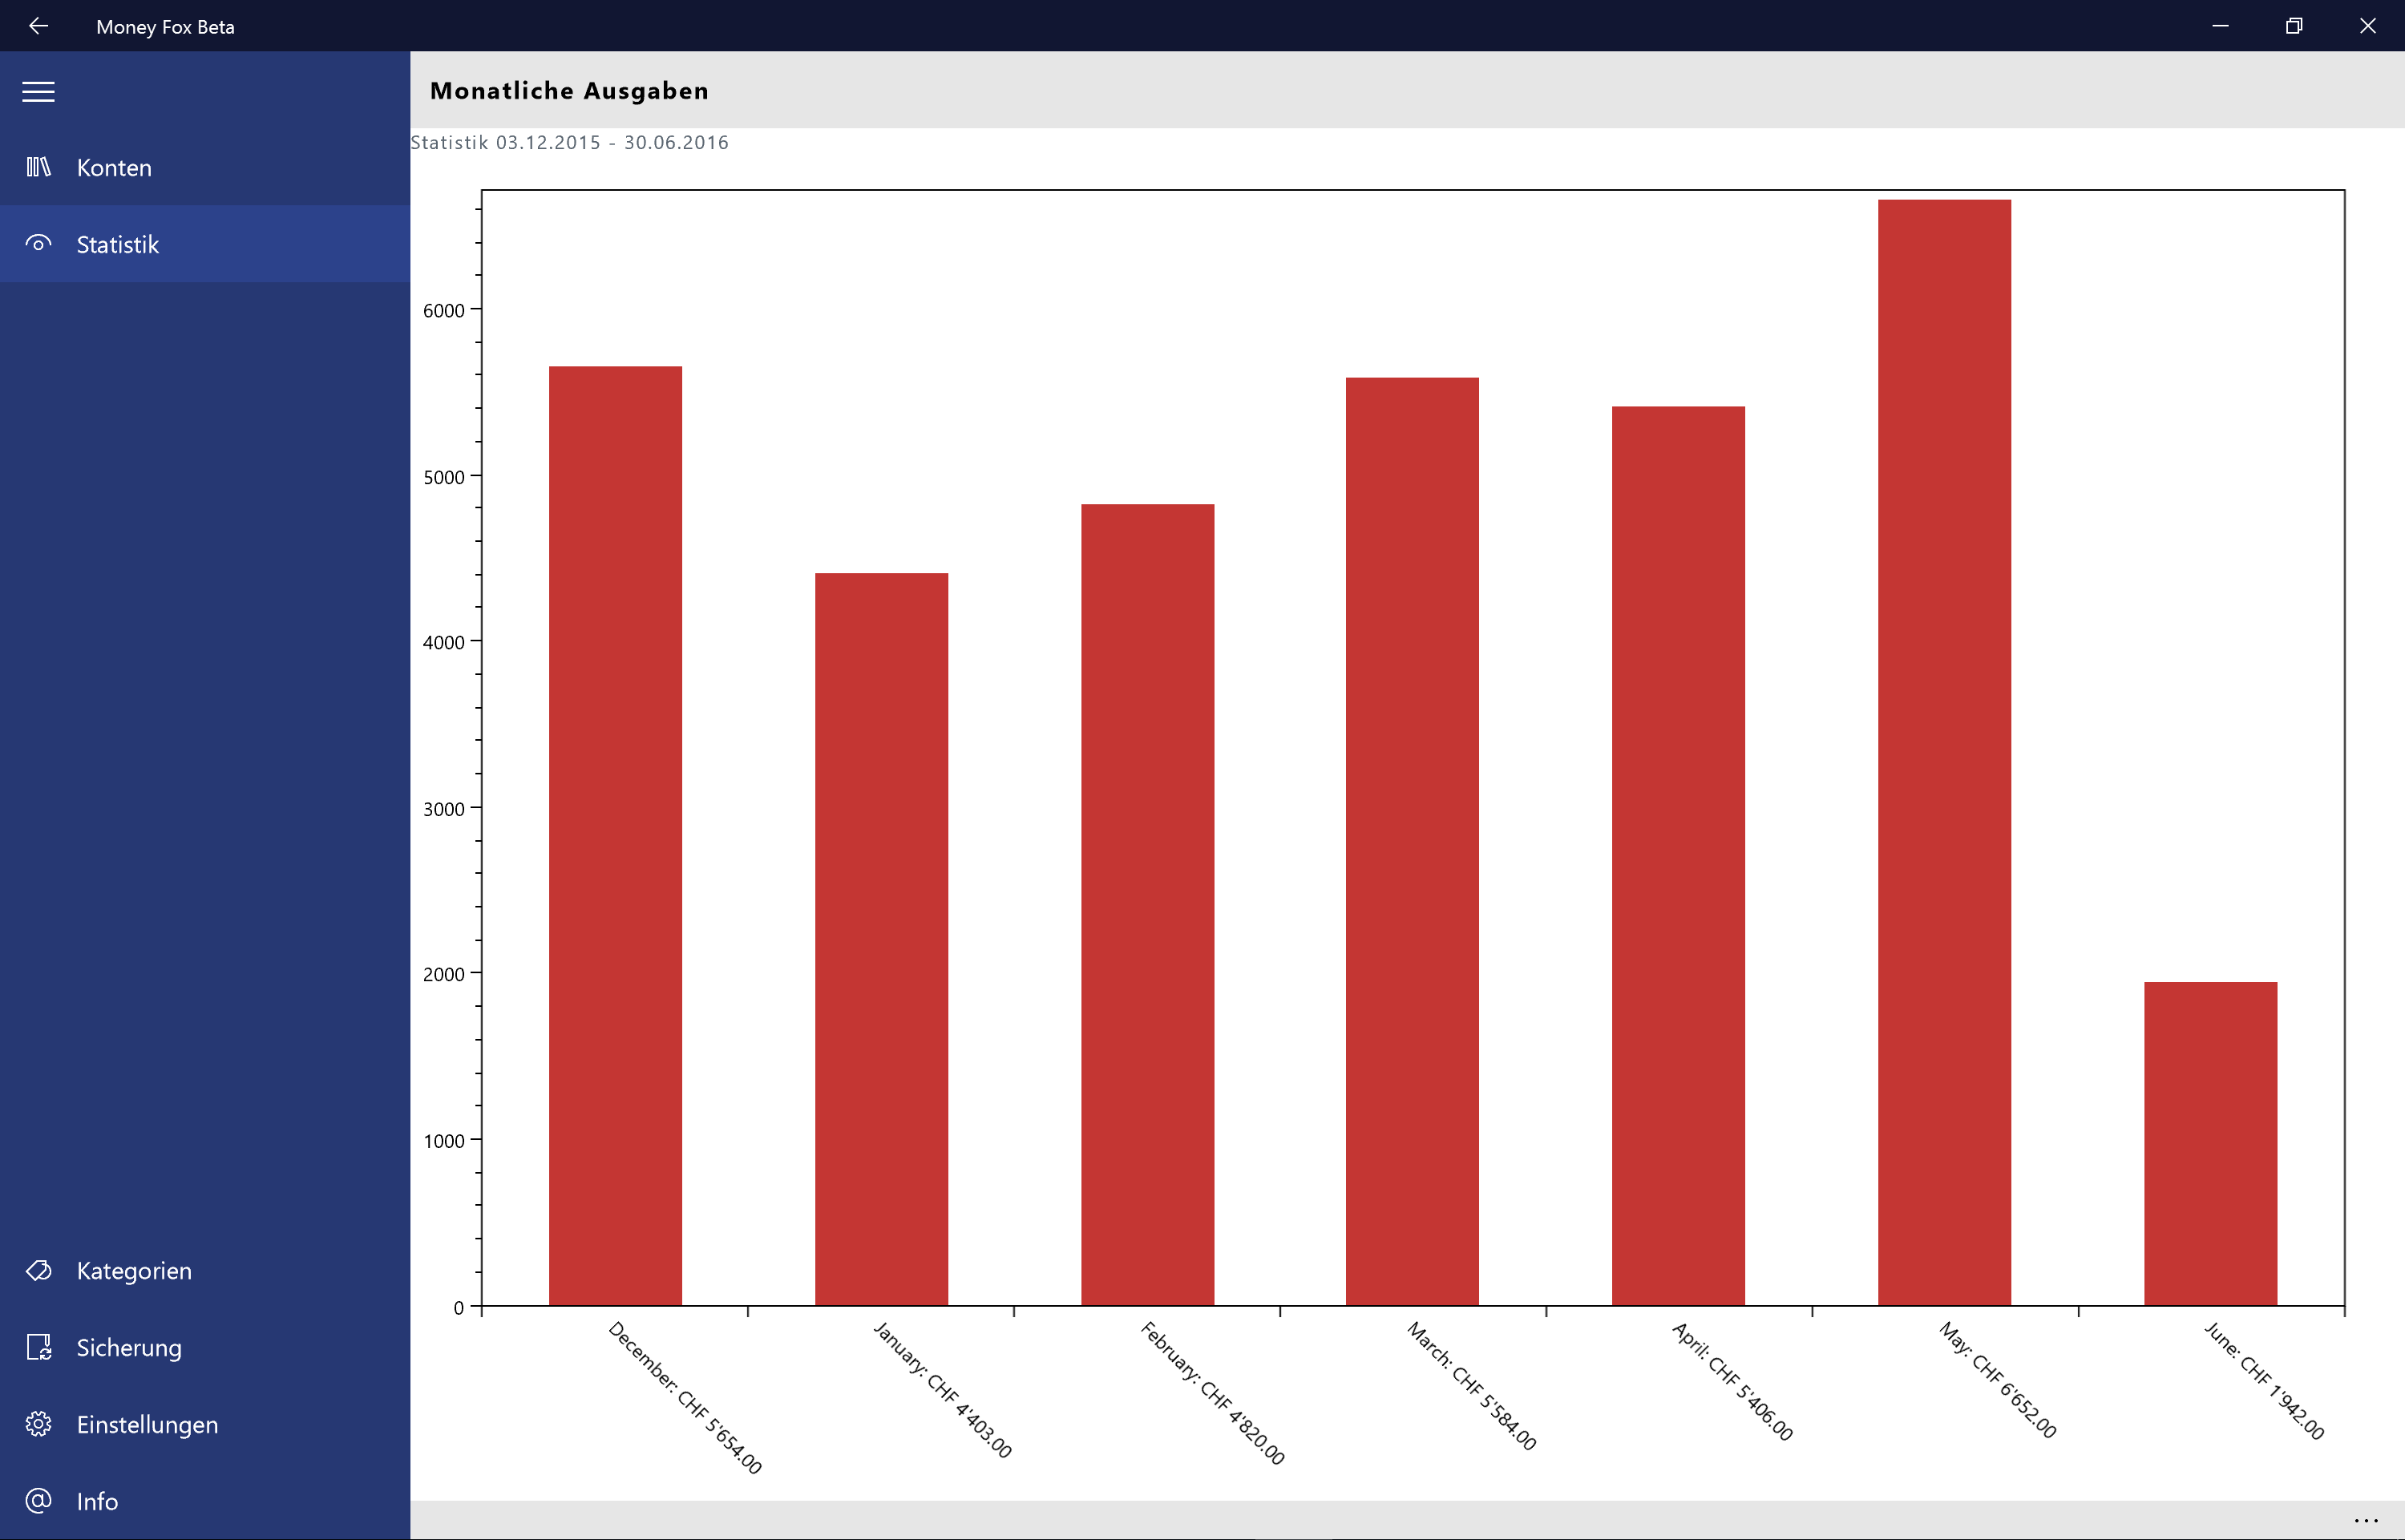 Money Fox Beta
Monatliche Ausgaben
Konten
Statistik
Kategorien
Sicherung
Einstellungen
Info
Statistik 03.12.2015 - 30.06.2016
6000
5000
4000
3000
2000
1000
0
December: CHF 5'654.00
January: CHF 4'403.00
February: CHF 4'820.00
March: CHF 5'584.00
April: CHF 5'406.00
May: CHF 6'652.00
June: CHF 1'942.00